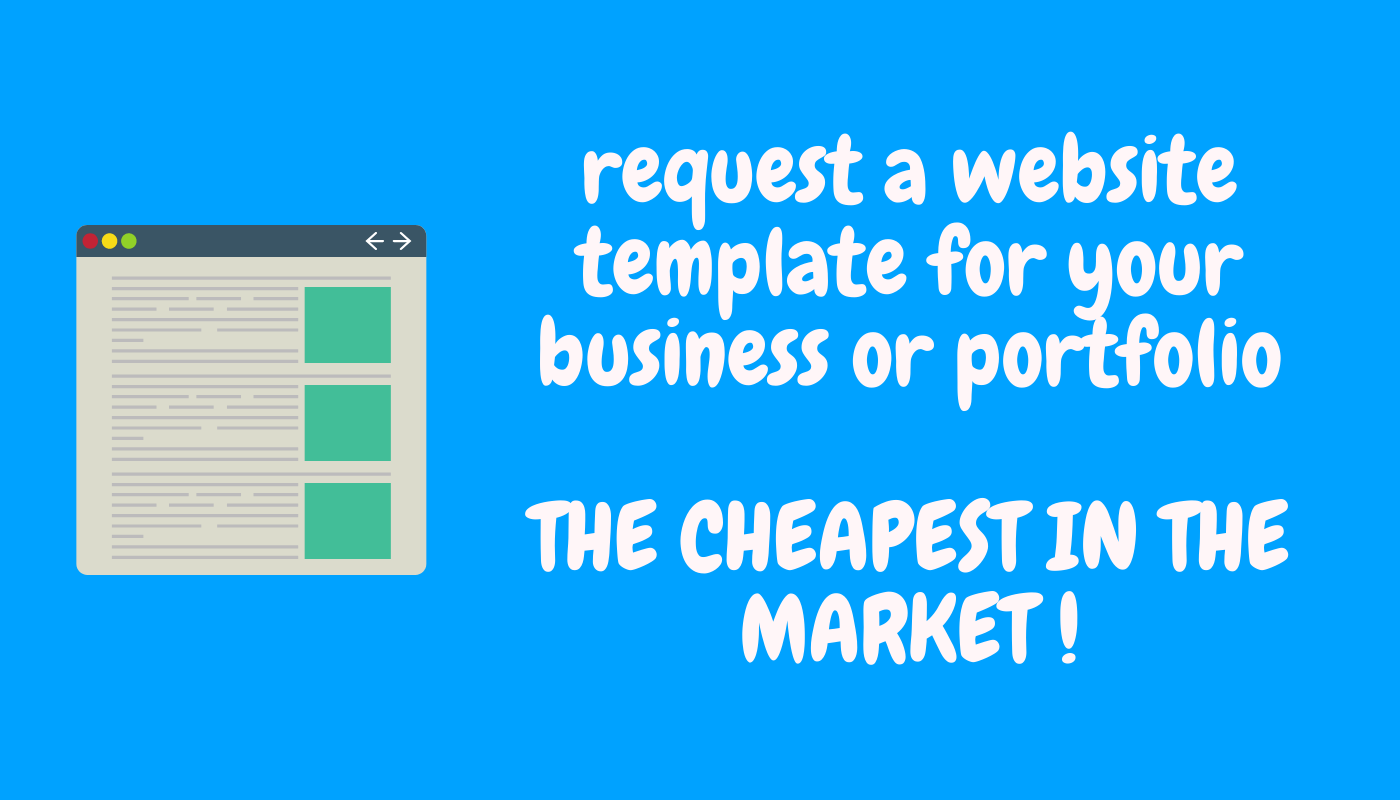 request a website
template for your
business or portfolio
THE CHEAPEST IN THE
MARKET !